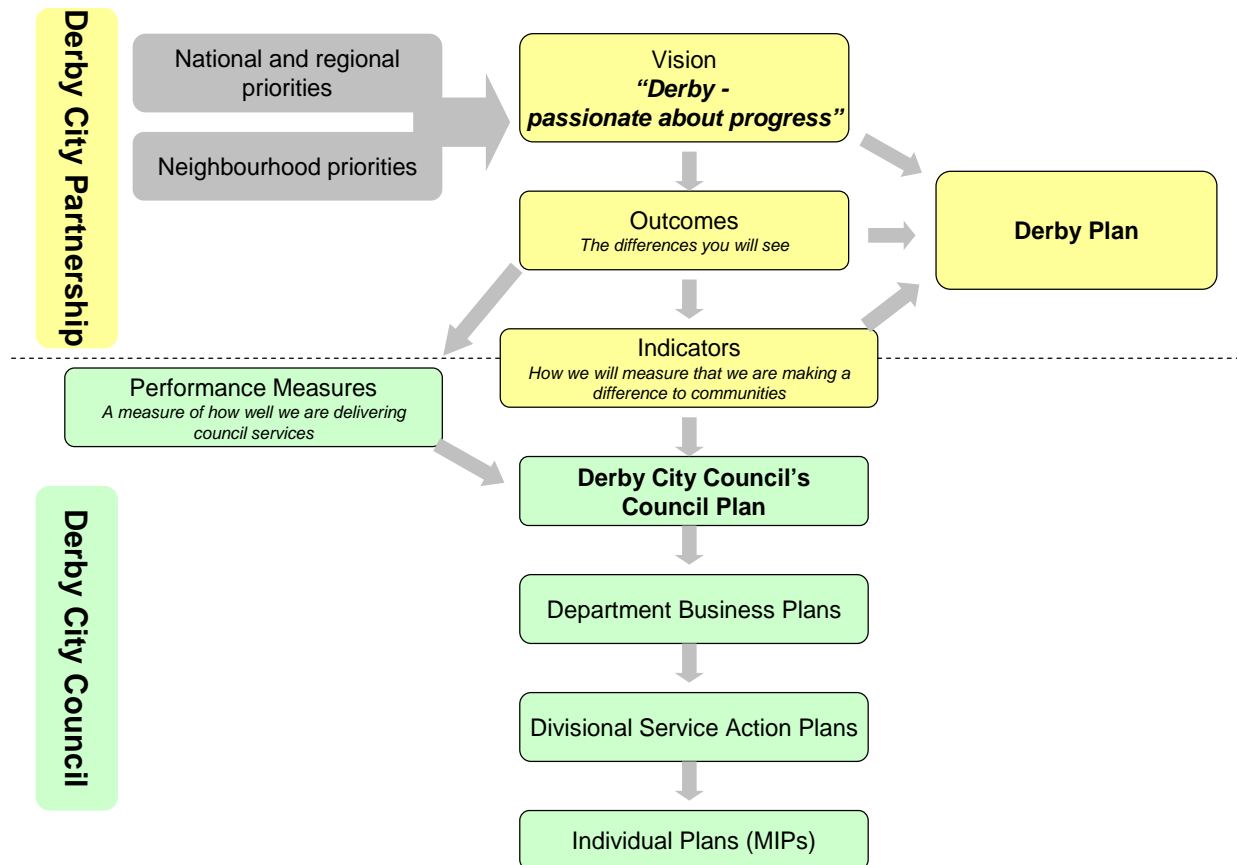 Derby City Partnership
National and regional
priorities
Neighbourhood priorities
Vision
“Derby -
passionate about progress”
Outcomes
The differences you will see
Derby Plan
Indicators
How we will measure that we are making a
difference to communities
Performance Measures
A measure of how well we are delivering
council services
Derby City Council
Derby City Council’s
Council Plan
Department Business Plans
Divisional Service Action Plans
Individual Plans (MIPs)